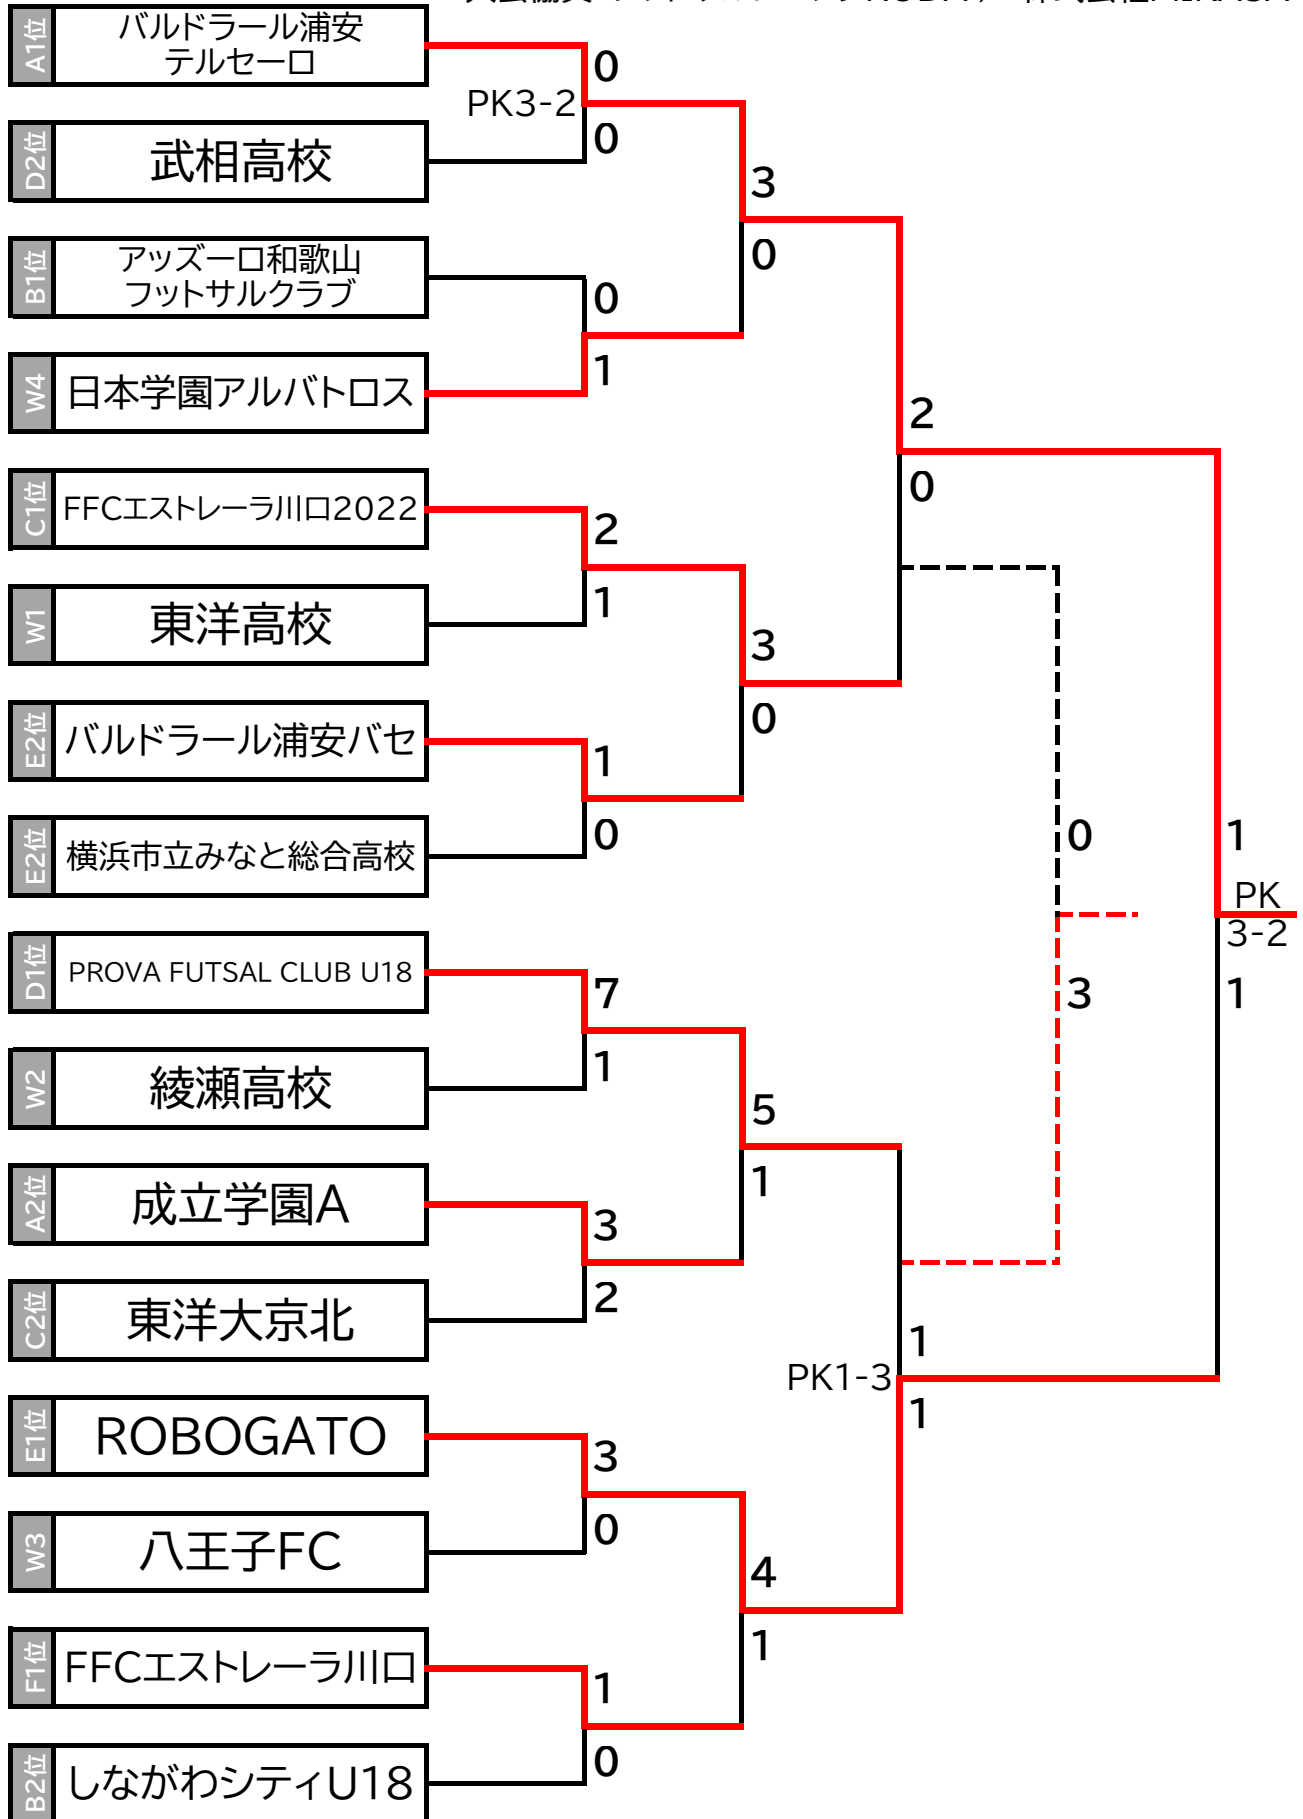 A1位
バルドラール浦安
テルセーロ
0
PK3-2
D2位
武相高校
0
3
B1位
アッズーロ和歌山
フットサルクラブ
0
0
W4
日本学園アルバトロス
1
2
C1位
FFCエストレーラ川口2022
2
0
W1
東洋高校
1
3
E2位
バルドラール浦安バセ
1
0
E2位
横浜市立みなと総合高校
0
0
1
PK
3-2
D1位
PROVA FUTSAL CLUB U18
7
3
1
W2
綾瀬高校
1
5
A2位
成立学園A
3
1
C2位
東洋大京北
2
1
PK1-3
1
E1位
ROBOGATO
3
W3
八王子FC
0
4
F1位
FFCエストレーラ川口
1
1
B2位
しながわシティU18
0